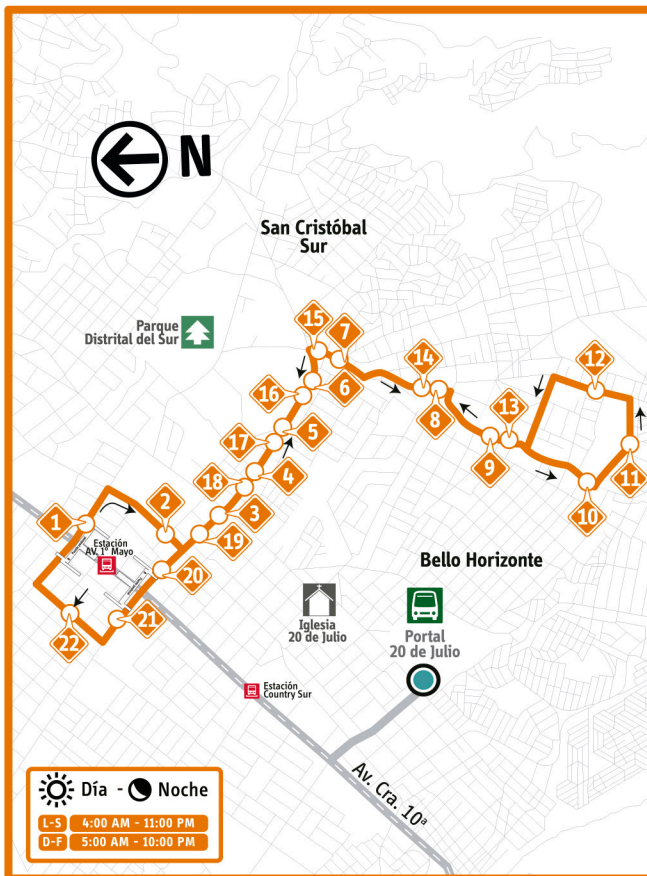 N
San Cristóbal
Sur
Parque
Distrital del Sur
15
7
14
12
16
6
8
13
17
5
9
11
18
4
10
2
1
3
19
Estación
AV. 1° Mayo
20
Bello Horizonte
22
21
Iglesia
20 de Julio
Portal
20 de Julio
Estación
Country Sur
Av. Cra. 10ª
Día - Noche
L-S 4:00 AM - 11:00 PM
D-F 5:00 AM - 10:00 PM